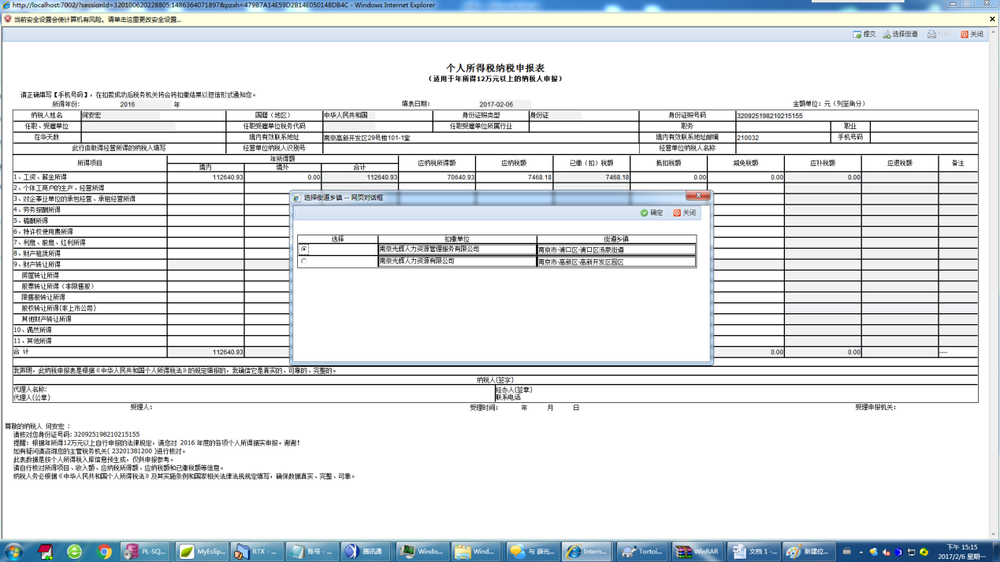 http://localhost:7002/?sessionId=320100620228805:1486364071897&pzxh=479B7A14E59D2B14E050148DB4C - Windows Internet Explorer
当前安全设置会使计算机有风险。请单击这里更改安全设置...
提交 选择街道 打印 关闭
个人所得税纳税申报表
（适用于年所得12万元以上的纳税人申报）
请正确填写【手机号码】，在扣款成功后税务机关将会将扣缴结果以短信形式通知您。
所得年份： 2016 年 填表日期： 2017-02-06 金额单位：元（列至角分）
纳税人姓名 何安宏 国籍（地区） 中华人民共和国 身份证照类型 身份证 身份证照号码 320925198210215155
任职、受雇单位 任职受雇单位税务代码 任职受雇单位所属行业 职务 职业
在华天数 境内有效联系地址 南京高新开发区29号楼101-1室 境内有效联系地址邮编 210032 手机号码
此行由取得经营所得的纳税人填写 经营单位纳税人识别号 经营单位纳税人名称
所得项目 年所得额 应纳税所得额 应纳税额 已缴（扣）税额 抵扣税额 减免税额 应补税额 应退税额 备注
境内 境外 合计
1、工资、薪金所得 112640.93 0.00 112640.93 70640.93 7468.18 7468.18 0.00 0.00 0.00
2、个体工商户的生产、经营所得
3、对企事业单位的承包经营、承租经营所得
4、劳务报酬所得
5、稿酬所得
6、特许权使用费所得
7、利息、股息、红利所得
8、财产租赁所得
9、财产转让所得
房屋转让所得
股票转让所得（非限售股）
限售股转让所得
股权转让所得(非上市公司)
其他财产转让所得
10、偶然所得
11、其他所得
合 计 112640.93 0.00 0.00 ----
选择街道乡镇 -- 网页对话框
确定 关闭
选择 扣缴单位 街道乡镇
南京光辉人力资源管理服务有限公司 南京市-浦口区-浦口区汤泉街道
南京光辉人力资源有限公司 南京市-高新区-高新开发区园区
我声明，此纳税申报表是根据《中华人民共和国个人所得税法》的规定填报的，我确信它是真实的、可靠的、完整的。
纳税人(签字)
代理人名称: 经办人(签章)
代理人(公章) 联系电话
受理人： 受理时间： 年 月 日 受理申报机关：
尊敬的纳税人 何安宏 ：
请核对您身份证号码: 320925198210215155
提醒：根据年所得12万元以上自行申报的法律规定，请您对 2016 年度的各项个人所得据实申报。谢谢！
如有疑问请咨询您的主管税务机关( 23201381200 )进行核对。
此表数据是按个人所得税入库信息预生成，仅供申报参考。
请自行核对所得项目、收入额、应纳税所得额、应纳税额和已缴税额等信息。
纳税人务必根据《中华人民共和国个人所得税法》及其实施条例和国家相关法律法规规定填写，确保数据真实、完整、可靠。
PL-SQ... MyEclip... RTX - ... 账号 - ... 腾讯通 Windo... Wind... 与 薛光... Intern... Tortoi... WinRAR 文档 1 -... 新建位...
下午 15:15
2017/2/6 星期一